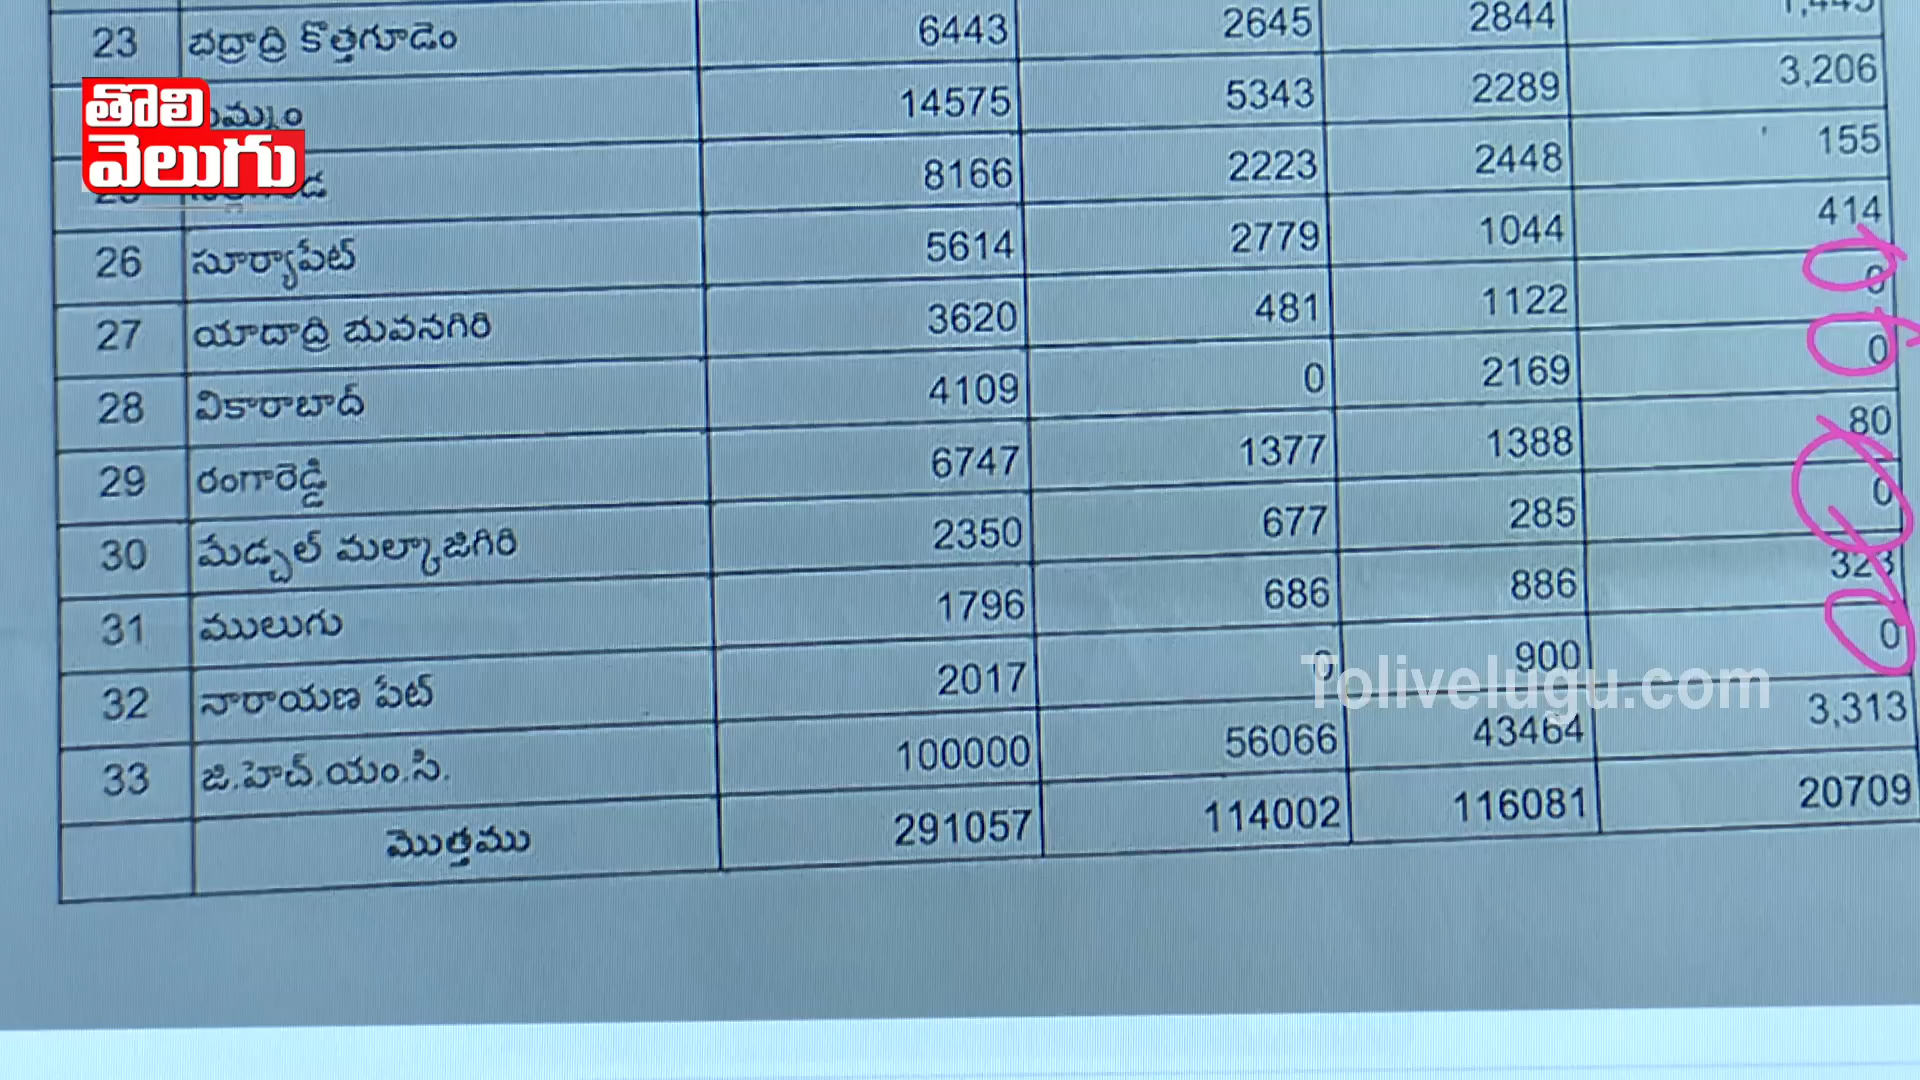 23 భద్రాద్రి కొత్తగూడెం 6443 2645 2844
14575 5343 2289 3,206
8166 2223 2448 155
26 సూర్యాపేట్ 5614 2779 1044 414
27 యాదాద్రి భువనగిరి 3620 481 1122 0
28 వికారాబాద్ 4109 0 2169 0
29 రంగారెడ్డి 6747 1377 1388 80
30 మేడ్చల్ మల్కాజిగిరి 2350 677 285 0
31 ములుగు 1796 686 886 323
32 నారాయణ పేట్ 2017 0 900 0
33 జి.హెచ్.యం.సి. 100000 56066 43464 3,313
మొత్తము 291057 114002 116081 20709
తొలి
వెలుగు
Tolivelugu.com